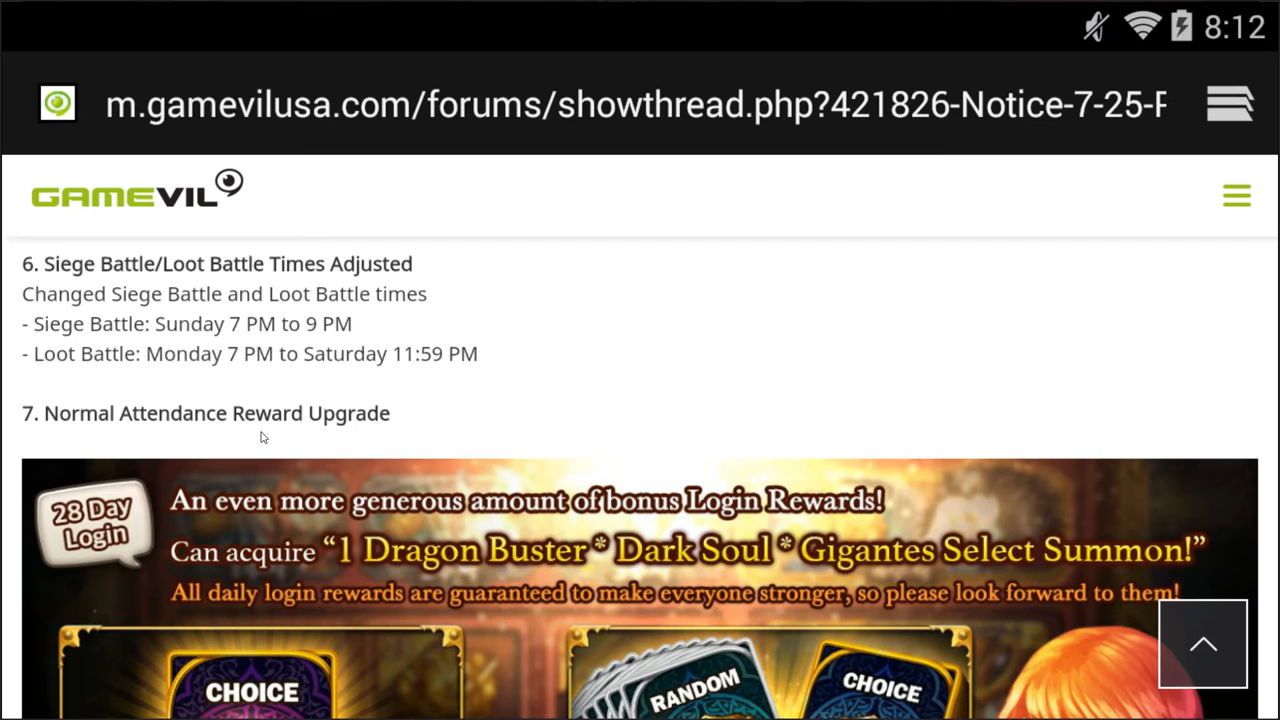 8:12
m.gamevilusa.com/forums/showthread.php?421826-Notice-7-25-F
GAMEVIL
6. Siege Battle/Loot Battle Times Adjusted
Changed Siege Battle and Loot Battle times
- Siege Battle: Sunday 7 PM to 9 PM
- Loot Battle: Monday 7 PM to Saturday 11:59 PM
7. Normal Attendance Reward Upgrade
28 Day
Login
An even more generous amount of bonus Login Rewards!
Can acquire “1 Dragon Buster * Dark Soul * Gigantes Select Summon!”
All daily login rewards are guaranteed to make everyone stronger, so please look forward to them!
CHOICE
RANDOM
CHOICE